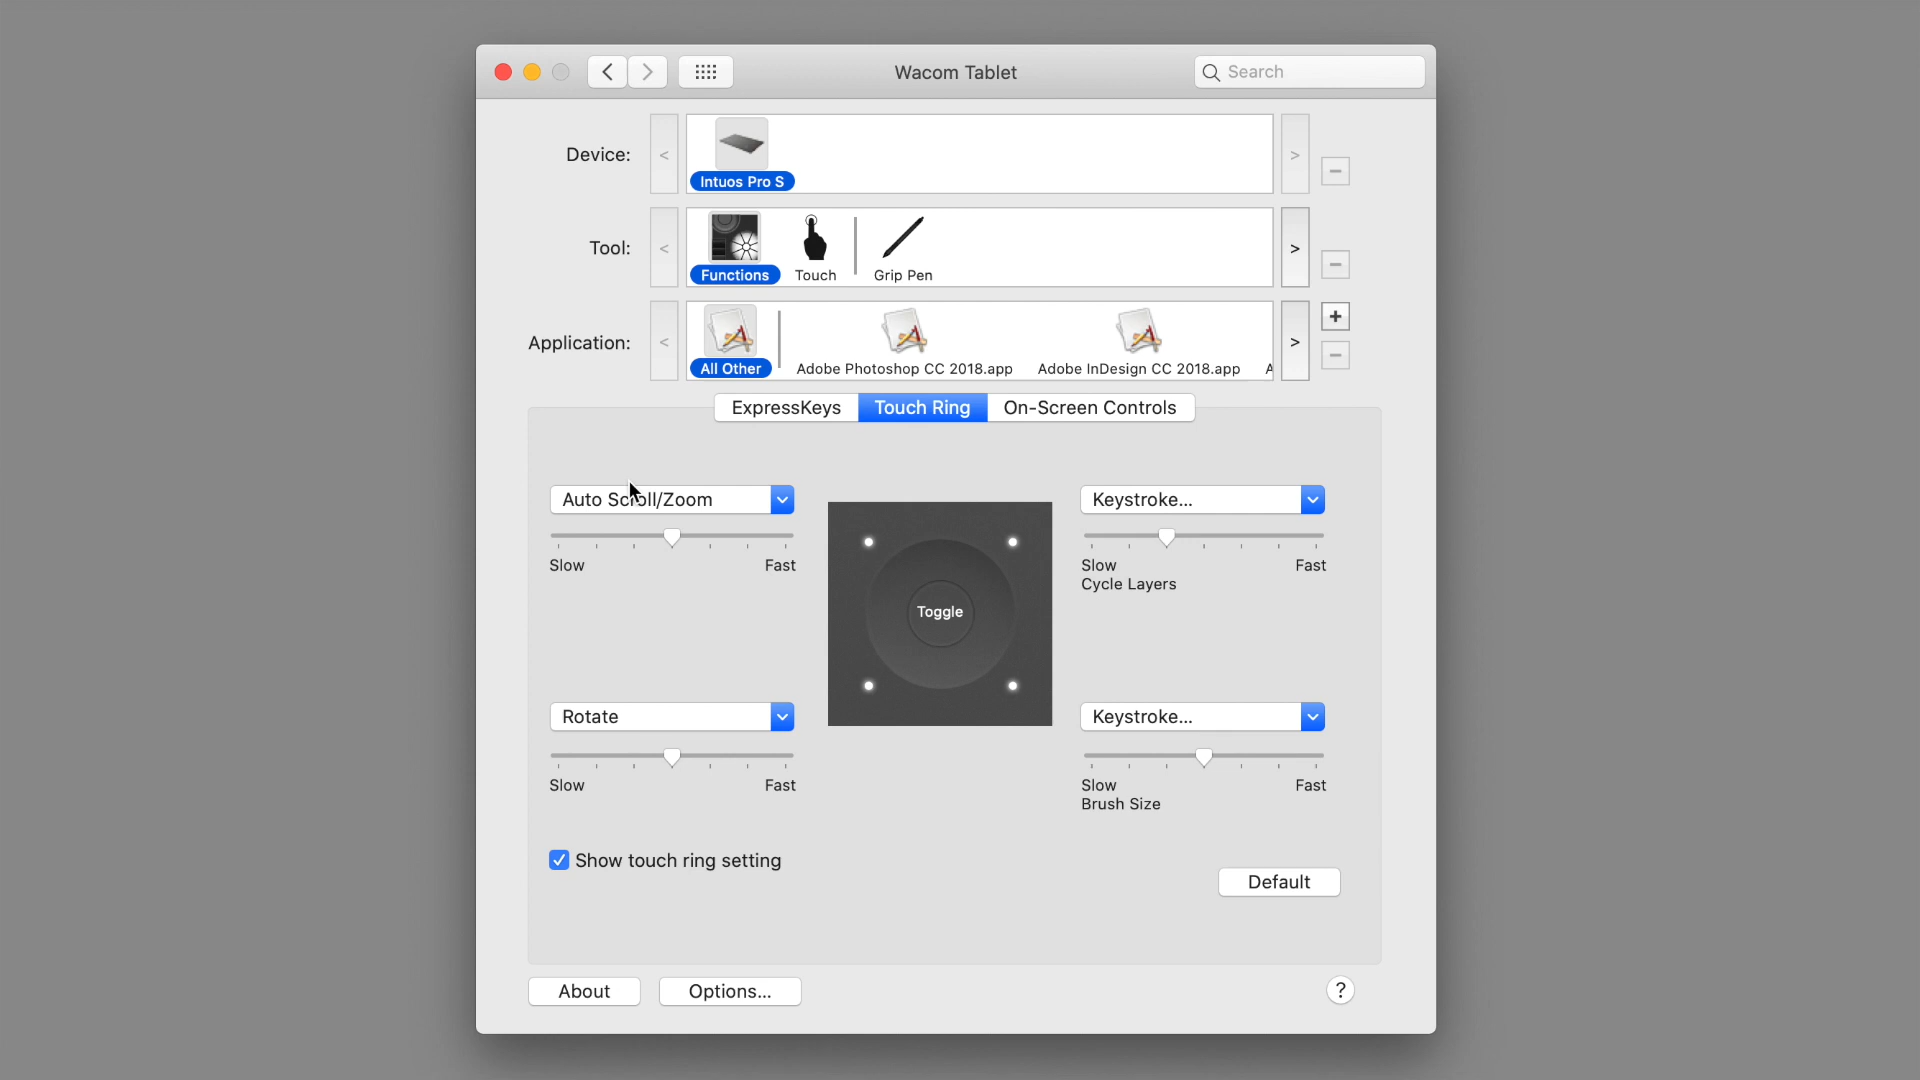 Wacom Tablet
Search
Device:
<
Intuos Pro S
>
−
Tool:
<
Functions
Touch
Grip Pen
>
−
Application:
<
All Other
Adobe Photoshop CC 2018.app
Adobe InDesign CC 2018.app
A
>
+
−
ExpressKeys
Touch Ring
On-Screen Controls
Auto Scroll/Zoom
Slow
Fast
Keystroke...
Slow
Fast
Cycle Layers
Toggle
Rotate
Slow
Fast
Keystroke...
Slow
Fast
Brush Size
Show touch ring setting
Default
About
Options...
?